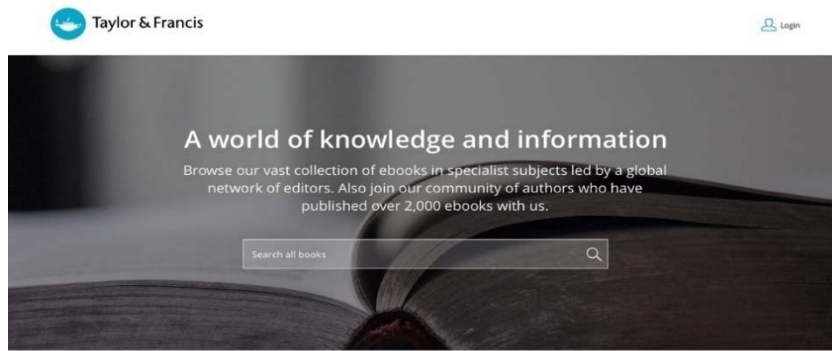 Taylor & Francis
Login
A world of knowledge and information
Browse our vast collection of ebooks in specialist subjects led by a global
network of editors. Also join our community of authors who have
published over 2,000 ebooks with us.
Search all books